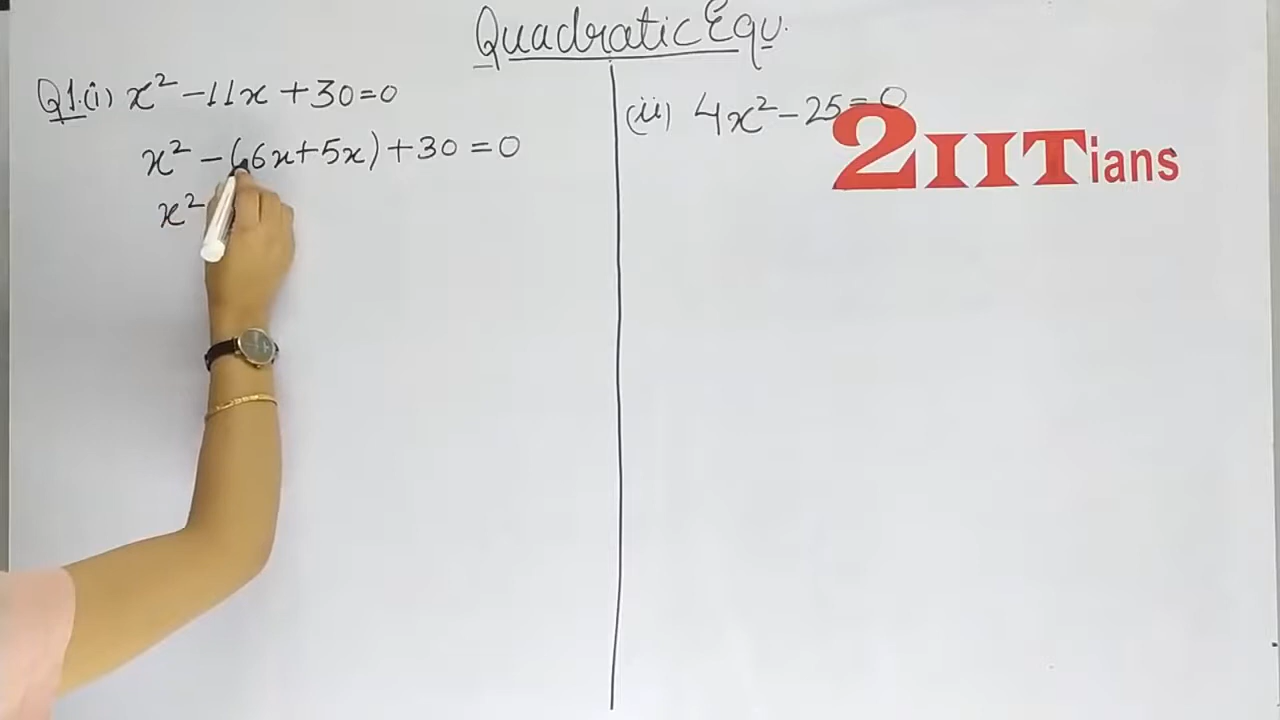 Quadratic Equ.
Q1.(i) x² - 11x + 30 = 0
x² - (6x + 5x) + 30 = 0
x²
(ii) 4x² - 25 = 0
2IITians